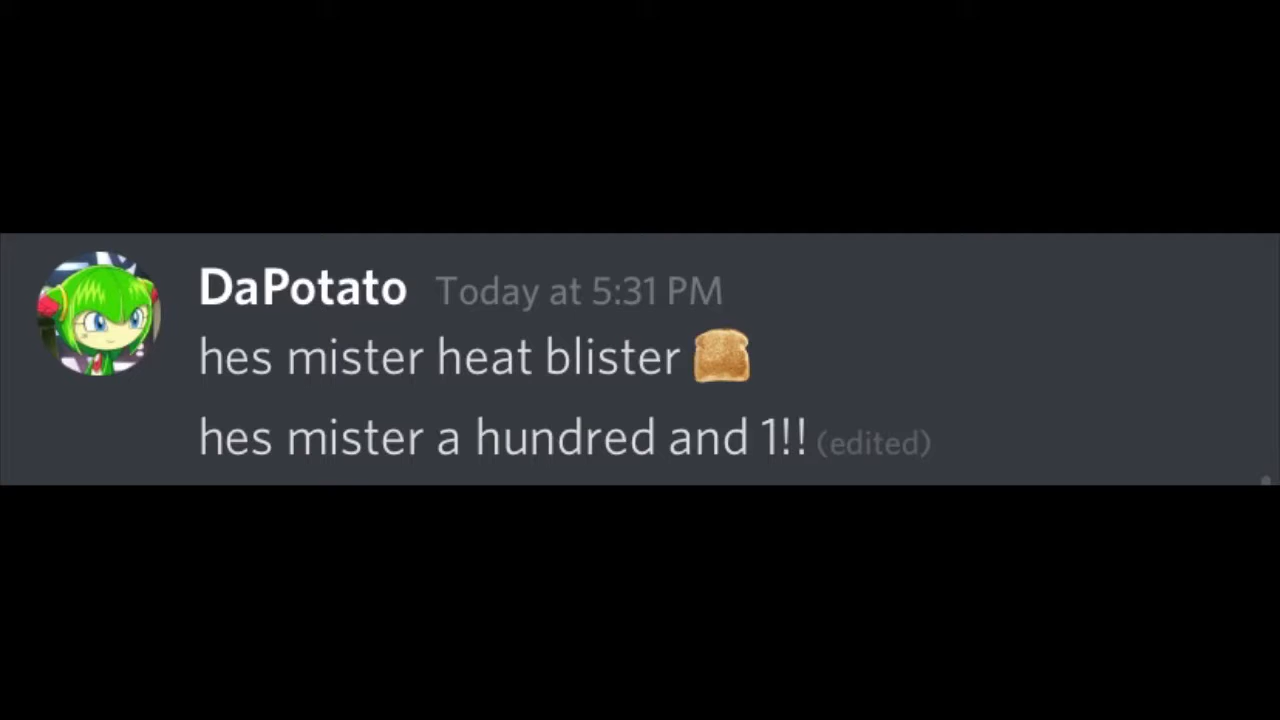 DaPotato Today at 5:31 PM
hes mister heat blister 🍞
hes mister a hundred and 1!! (edited)